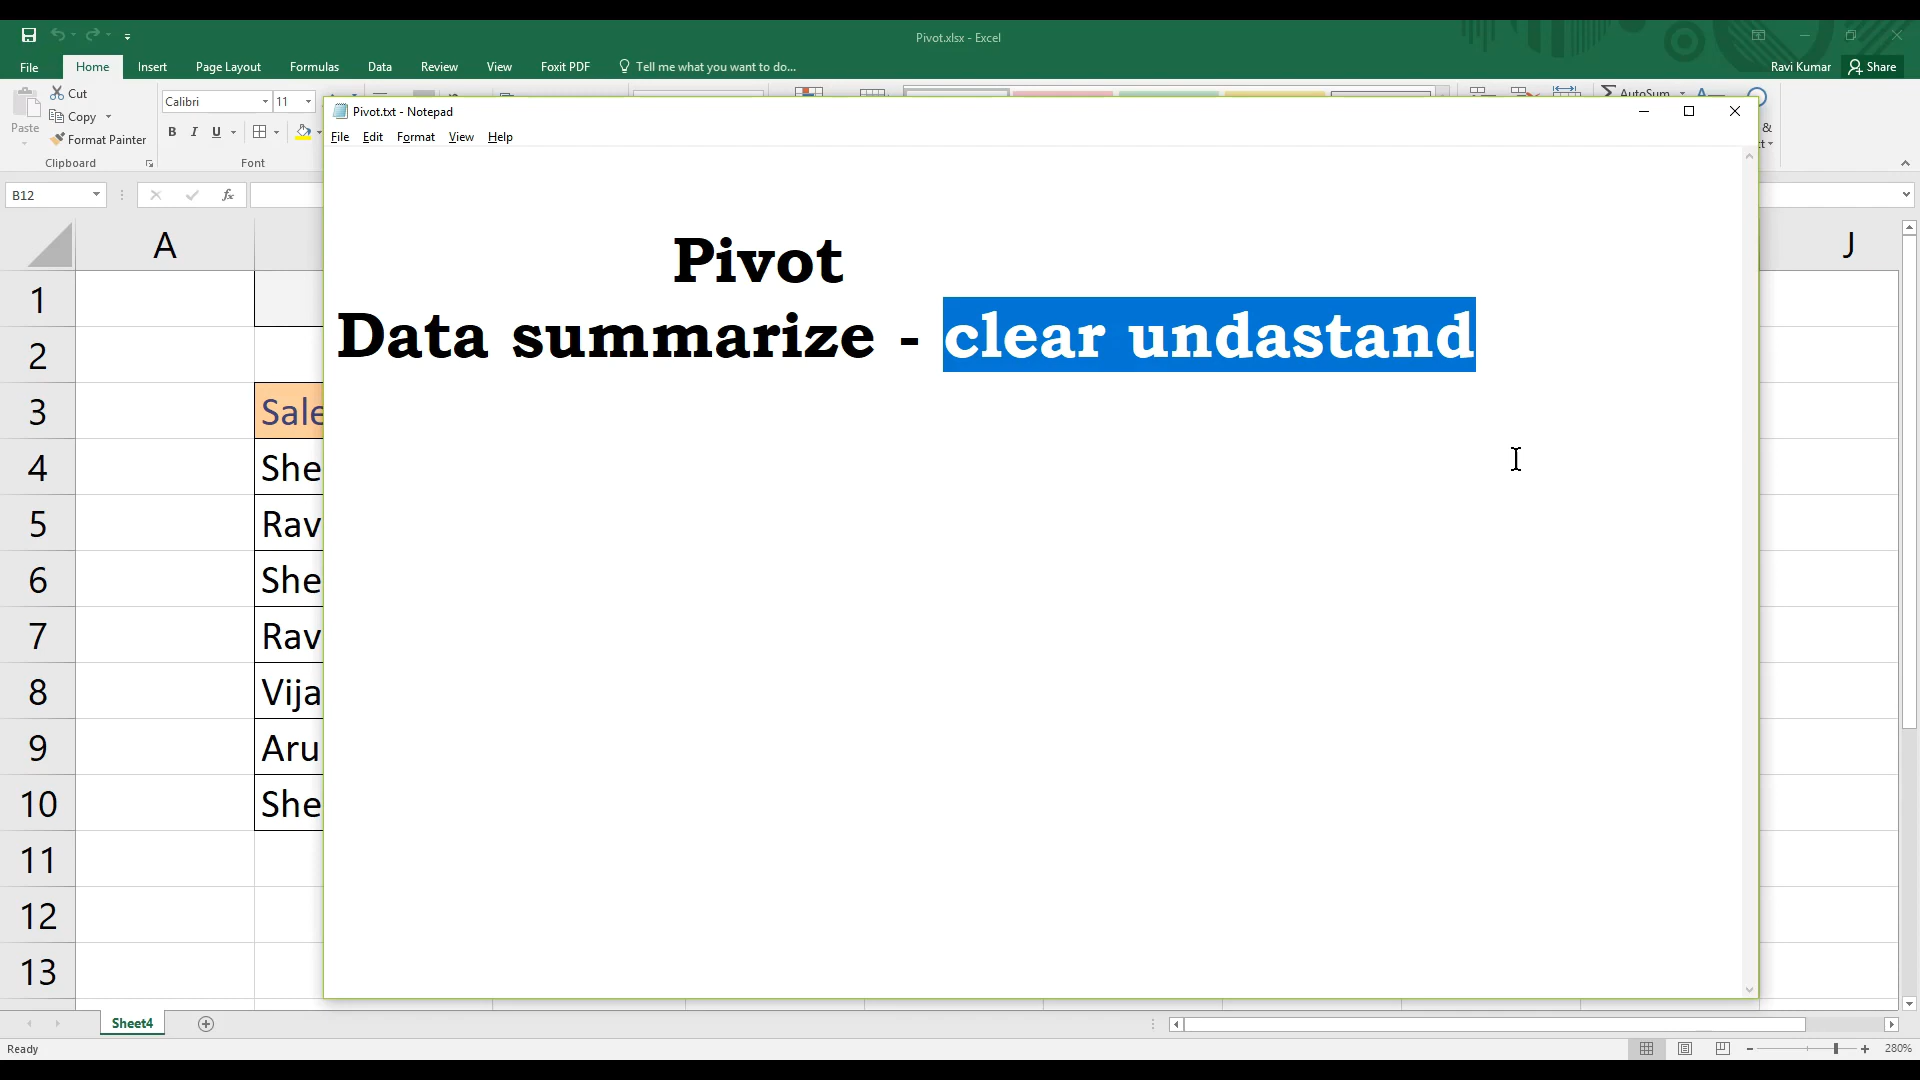 Pivot.xlsx - Excel
File Home Insert Page Layout Formulas Data Review View Foxit PDF Tell me what you want to do... Ravi Kumar Share
Cut
Copy
Format Painter
Paste
Clipboard
Calibri 11
B I U
Font
AutoSum
&
Pivot.txt - Notepad
File Edit Format View Help
B12
fx
A J
Pivot
Data summarize - clear undastand
1
2
3 Sale
4 She
5 Rav
6 She
7 Rav
8 Vija
9 Aru
10 She
11
12
13
Sheet4
Ready
280%